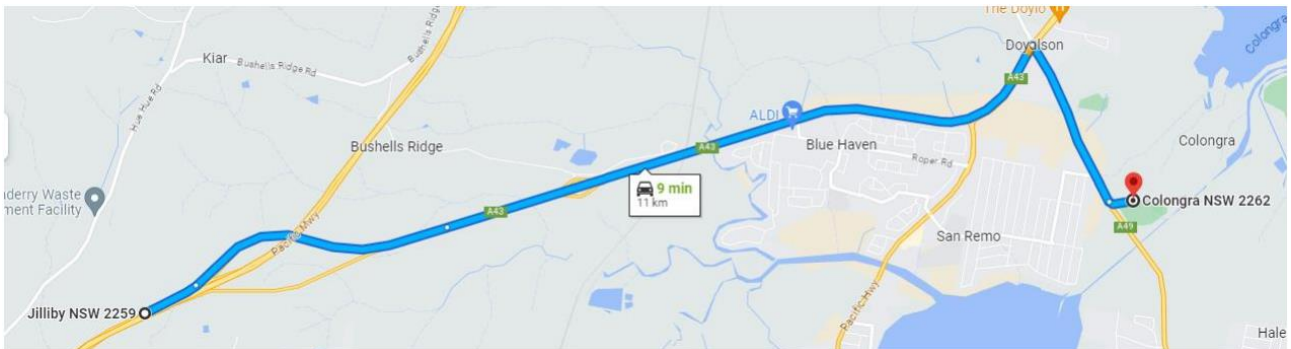 The Doylo
Doyalson
Colongra
Kiar
Bushells Ridge Rd
Bushells Ridge
Hue Hue Rd
A43
ALDI
Blue Haven
Roper Rd
Bushells Ridge
A43
9 min
11 km
Colongra
nderry Waste
ment Facility
Colongra NSW 2262
A43
Pacific Mwy
A49
San Remo
Jilliby NSW 2259
Pacific Hwy
Hale